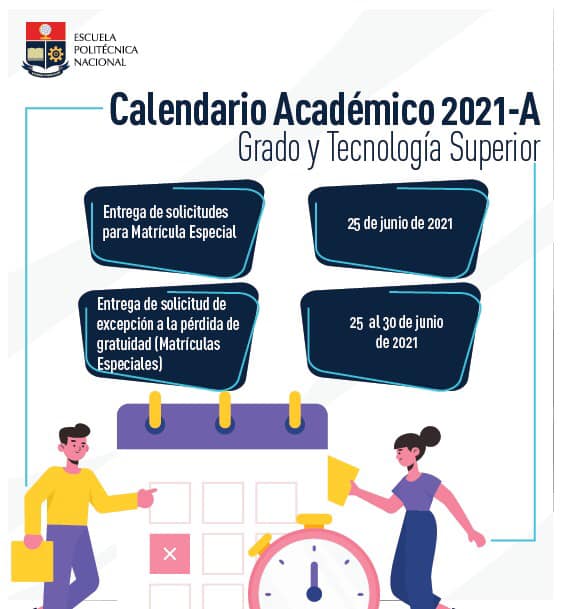 ESCUELA
POLITÉCNICA
NACIONAL
Calendario Académico 2021-A
Grado y Tecnología Superior
Entrega de solicitudes
para Matrícula Especial
25 de junio de 2021
Entrega de solicitud de
excepción a la pérdida de
gratuidad (Matrículas
Especiales)
25 al 30 de junio
de 2021